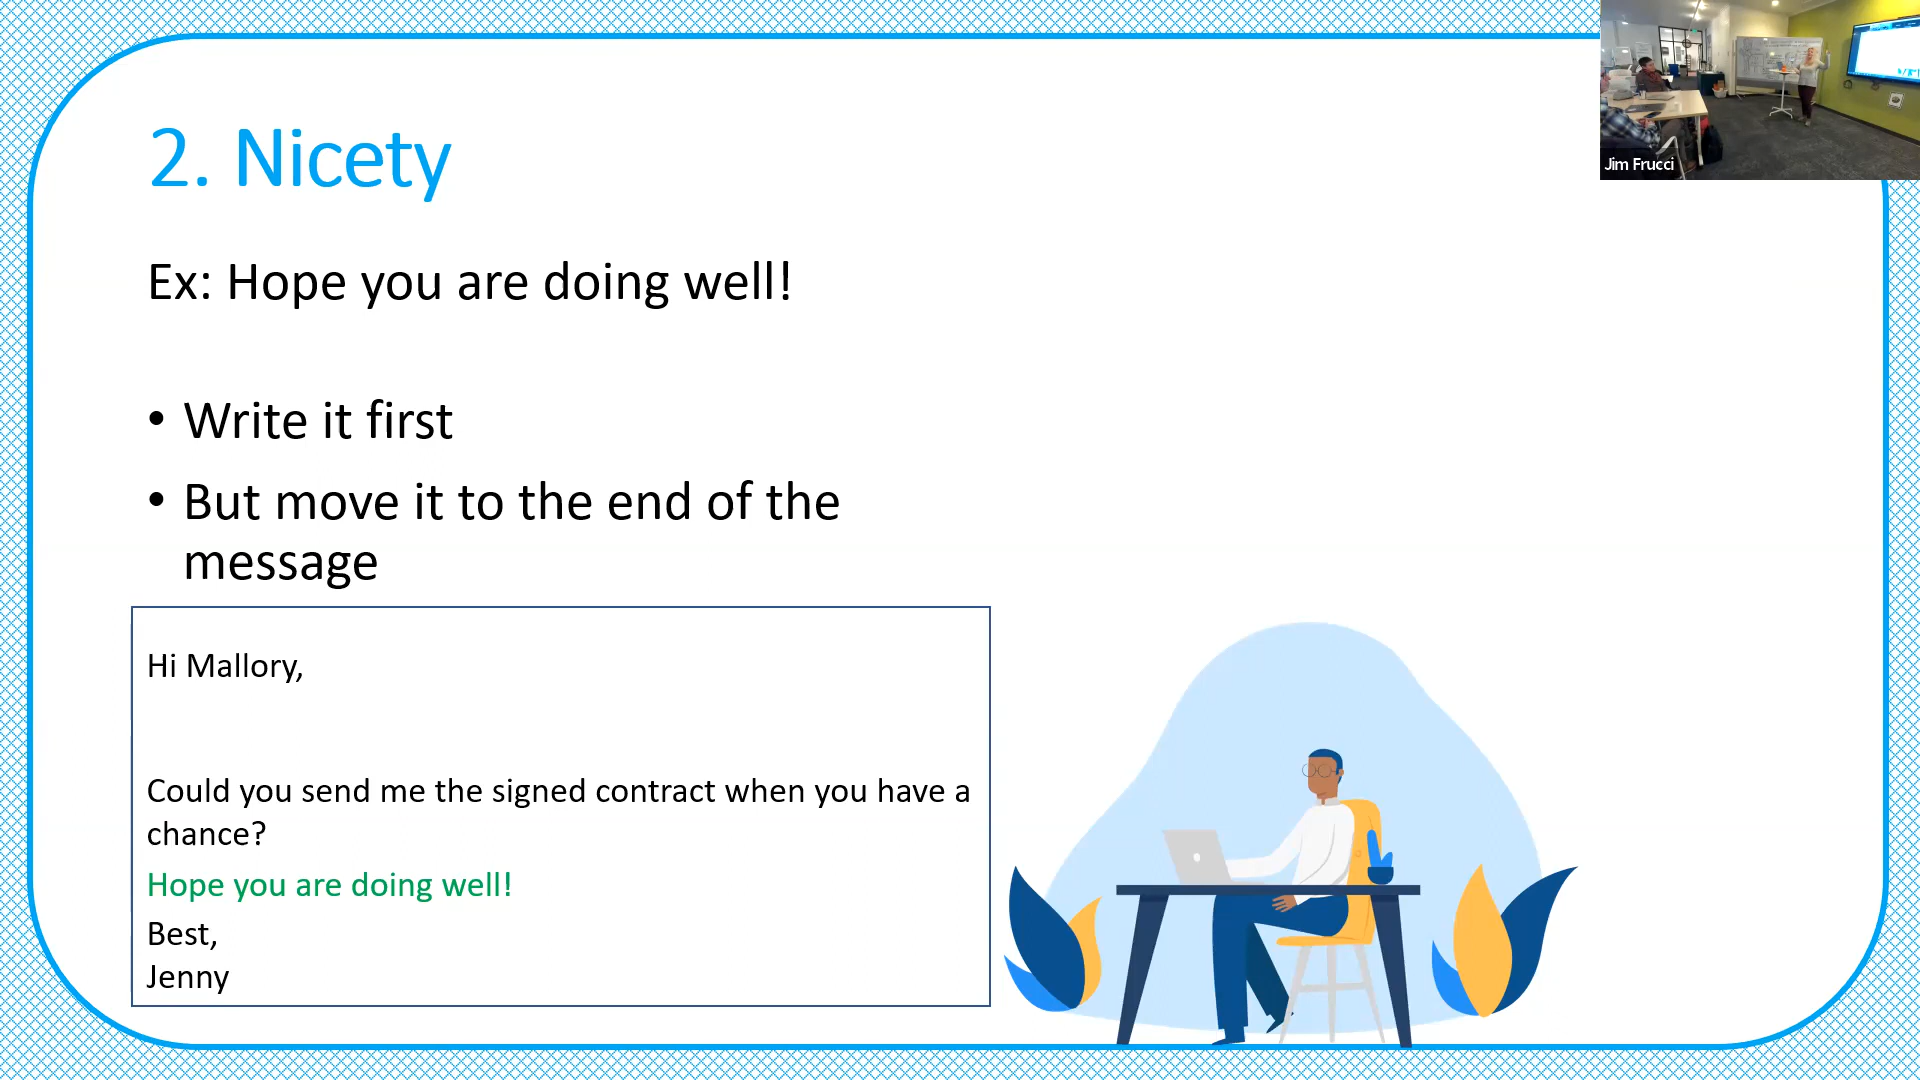 2. Nicety
Ex: Hope you are doing well!
• Write it first
• But move it to the end of the
message
Hi Mallory,
Could you send me the signed contract when you have a
chance?
Hope you are doing well!
Best,
Jenny
Jim Frucci